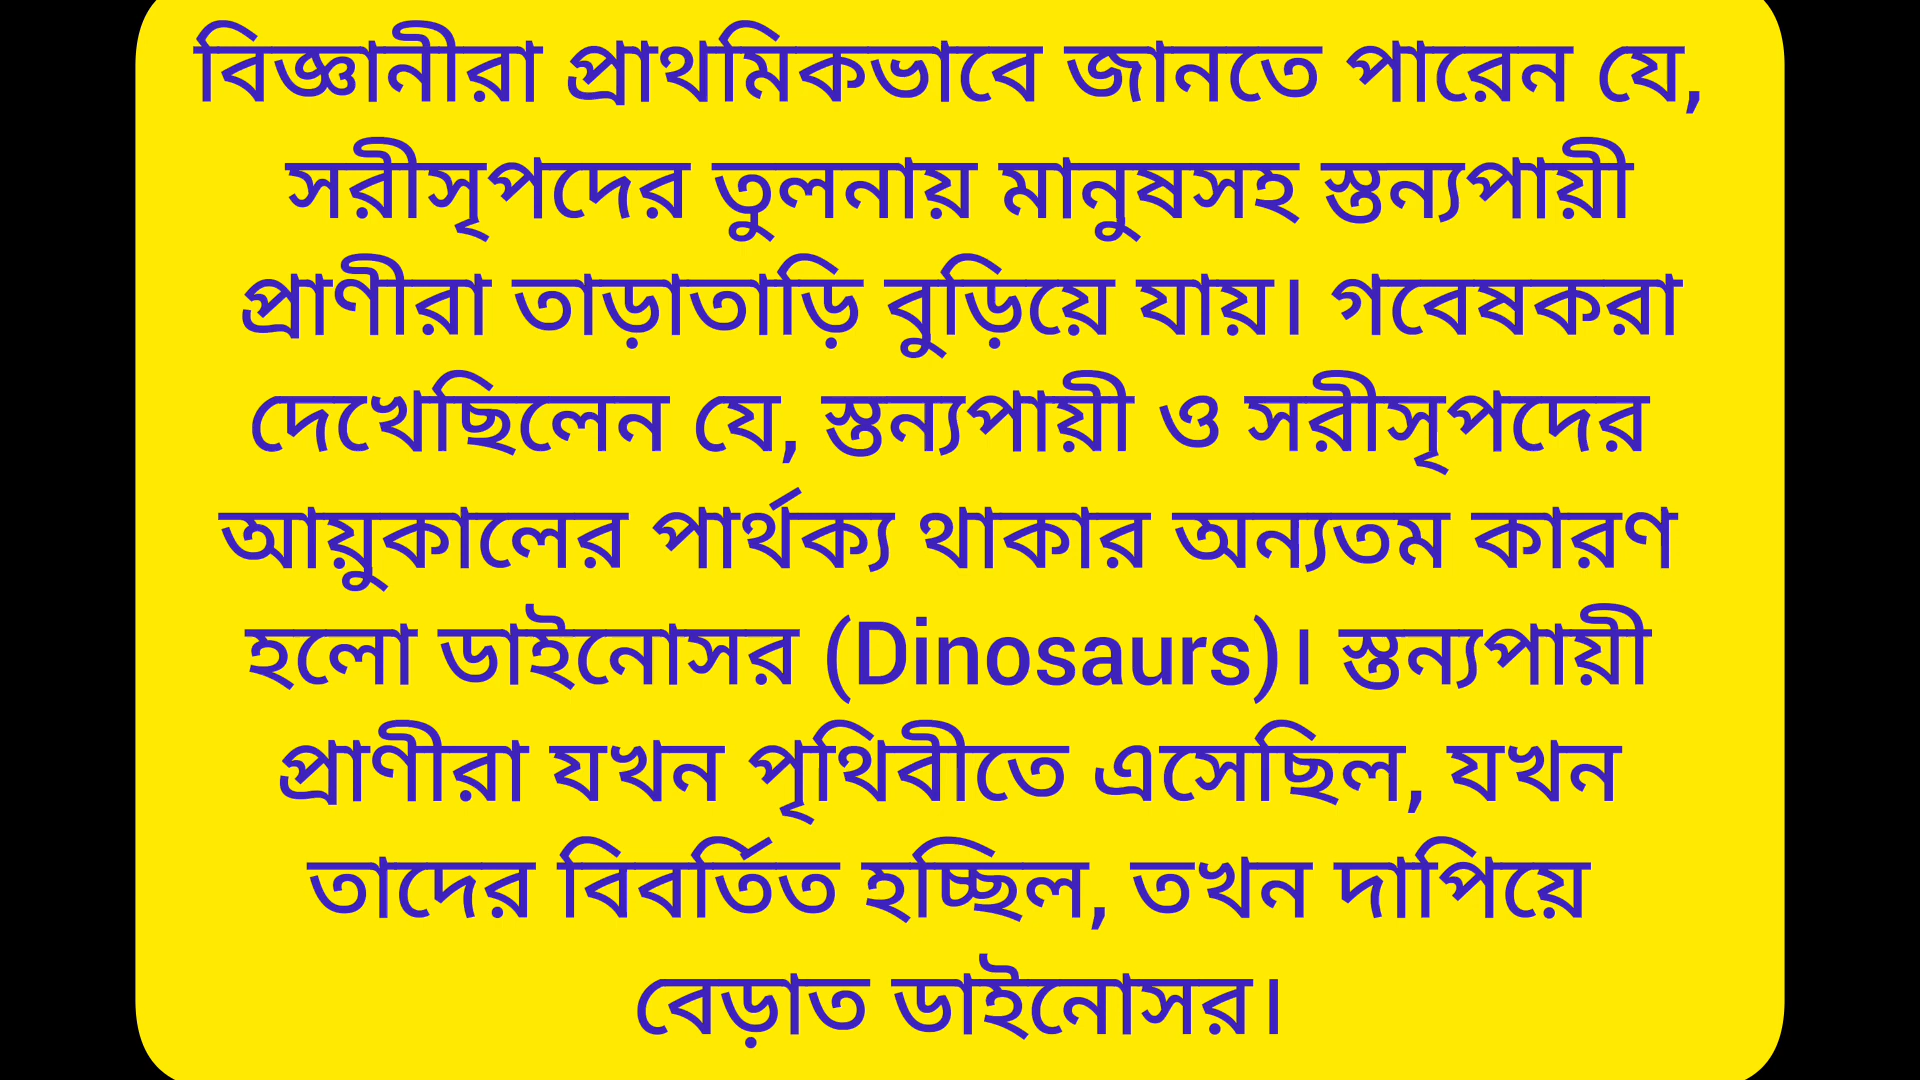 বিজ্ঞানীরা প্রাথমিকভাবে জানতে পারেন যে,
সরীসৃপদের তুলনায় মানুষসহ স্তন্যপায়ী
প্রাণীরা তাড়াতাড়ি বুড়িয়ে যায়। গবেষকরা
দেখেছিলেন যে, স্তন্যপায়ী ও সরীসৃপদের
আয়ুকালের পার্থক্য থাকার অন্যতম কারণ
হলো ডাইনোসর (Dinosaurs)। স্তন্যপায়ী
প্রাণীরা যখন পৃথিবীতে এসেছিল, যখন
তাদের বিবর্তিত হচ্ছিল, তখন দাপিয়ে
বেড়াত ডাইনোসর।